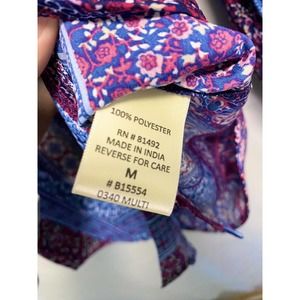 100% POLYESTER
RN # 81492
MADE IN INDIA
REVERSE FOR CARE
M
# B15554
0340 MULTI